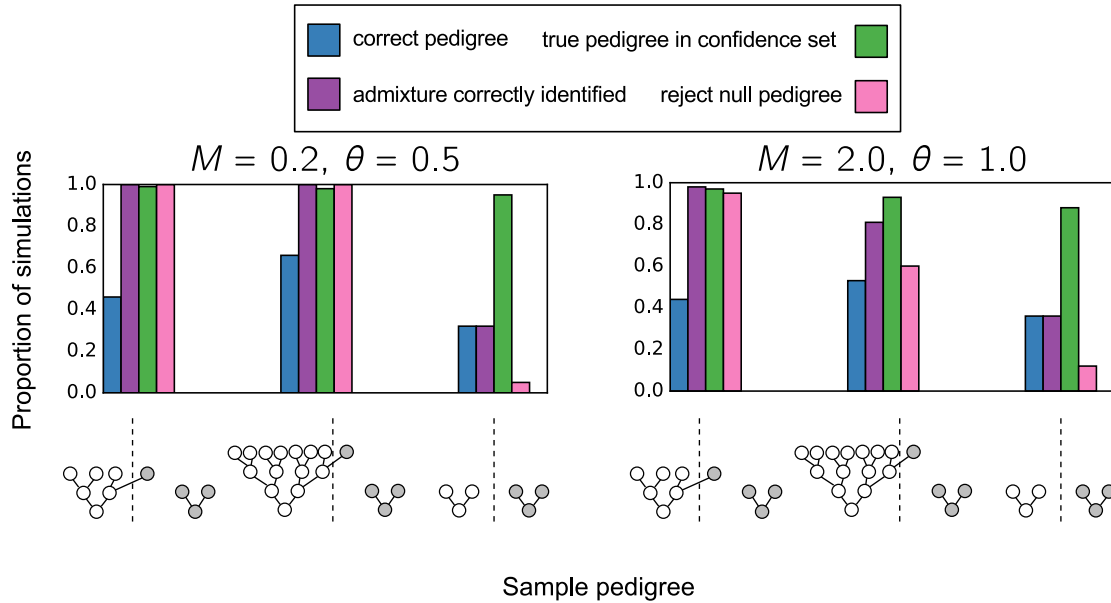 correct pedigree true pedigree in confidence set
admixture correctly identified reject null pedigree
M = 0.2, θ = 0.5
M = 2.0, θ = 1.0
Proportion of simulations
1.0
0.8
0.6
0.4
0.2
0.0
1.0
0.8
0.6
0.4
0.2
0.0
Sample pedigree